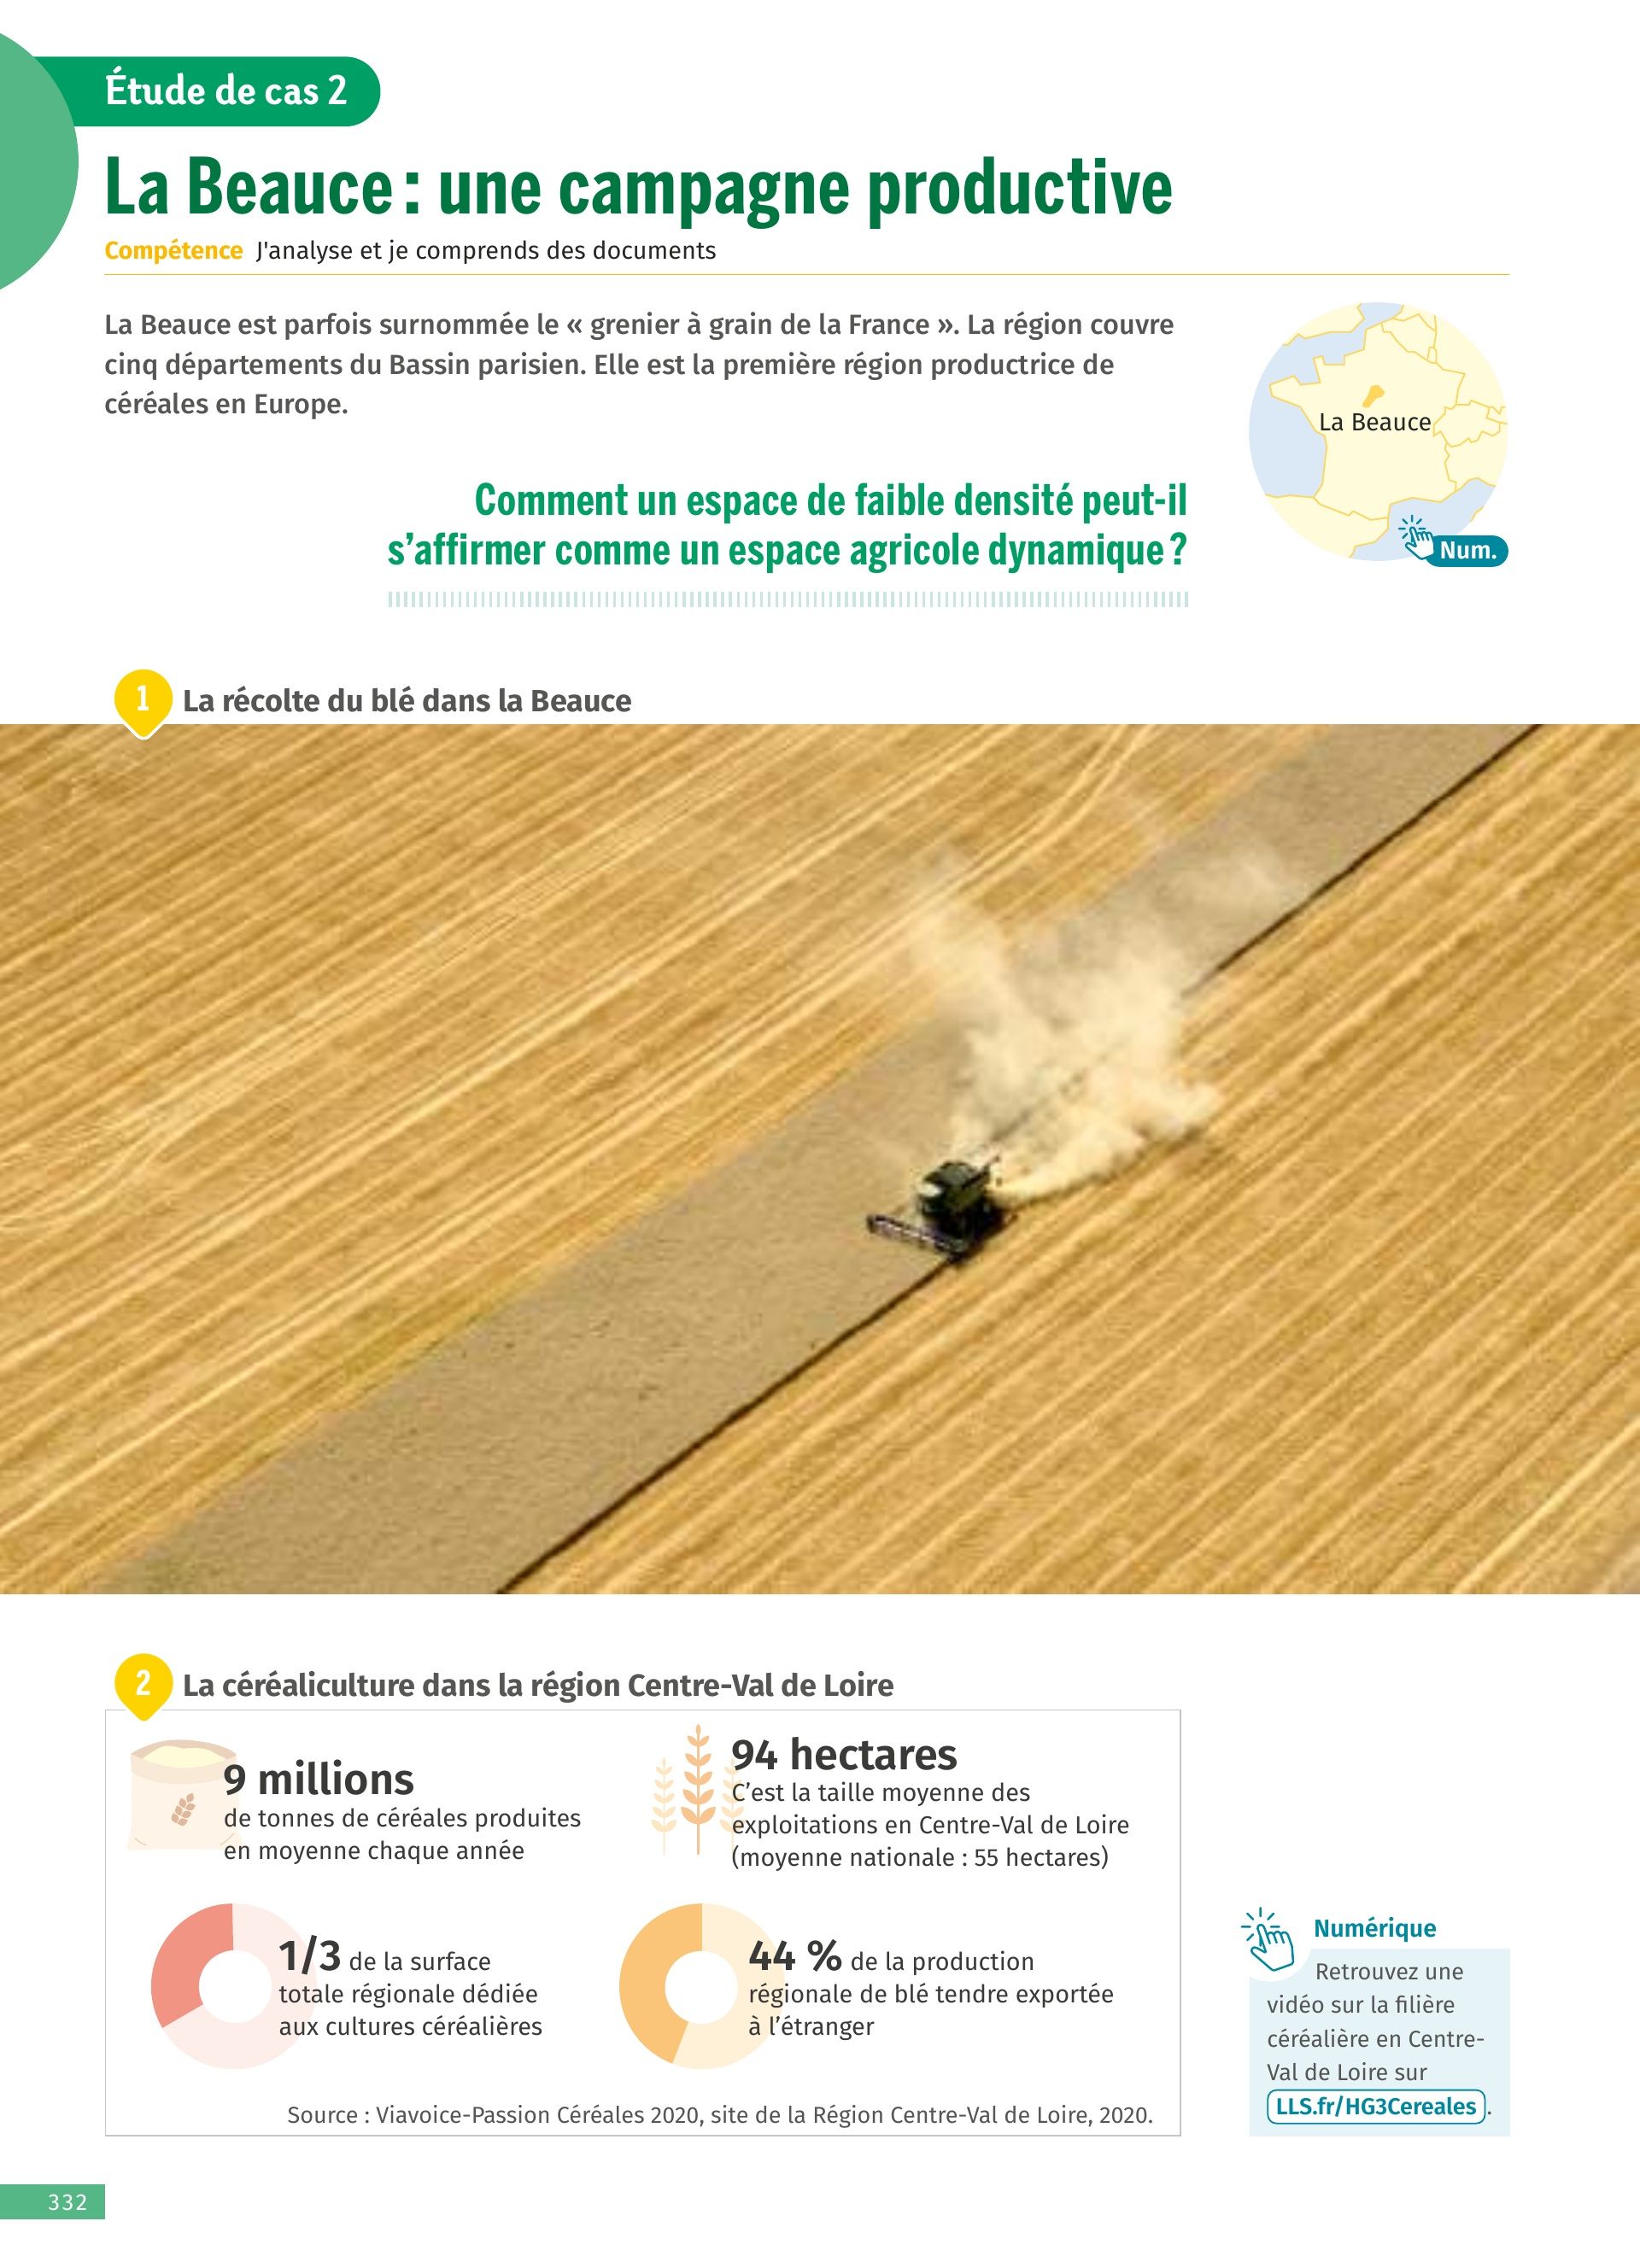 Étude de cas 2
La Beauce : une campagne productive
Compétence J'analyse et je comprends des documents
La Beauce est parfois surnommée le « grenier à grain de la France ». La région couvre
cinq départements du Bassin parisien. Elle est la première région productrice de
céréales en Europe.
La Beauce
Num.
Comment un espace de faible densité peut-il
s'affirmer comme un espace agricole dynamique ?
1 La récolte du blé dans la Beauce
2 La céréaliculture dans la région Centre-Val de Loire
9 millions
de tonnes de céréales produites
en moyenne chaque année
94 hectares
C'est la taille moyenne des
exploitations en Centre-Val de Loire
(moyenne nationale : 55 hectares)
1/3 de la surface
totale régionale dédiée
aux cultures céréalières
44 % de la production
régionale de blé tendre exportée
à l'étranger
Source : Viavoice-Passion Céréales 2020, site de la Région Centre-Val de Loire, 2020.
Numérique
Retrouvez une
vidéo sur la filière
céréalière en Centre-
Val de Loire sur
LLS.fr/HG3Cereales.
332